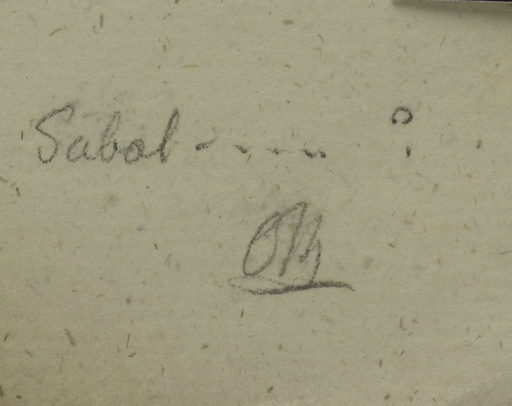 Sabal - .... ?